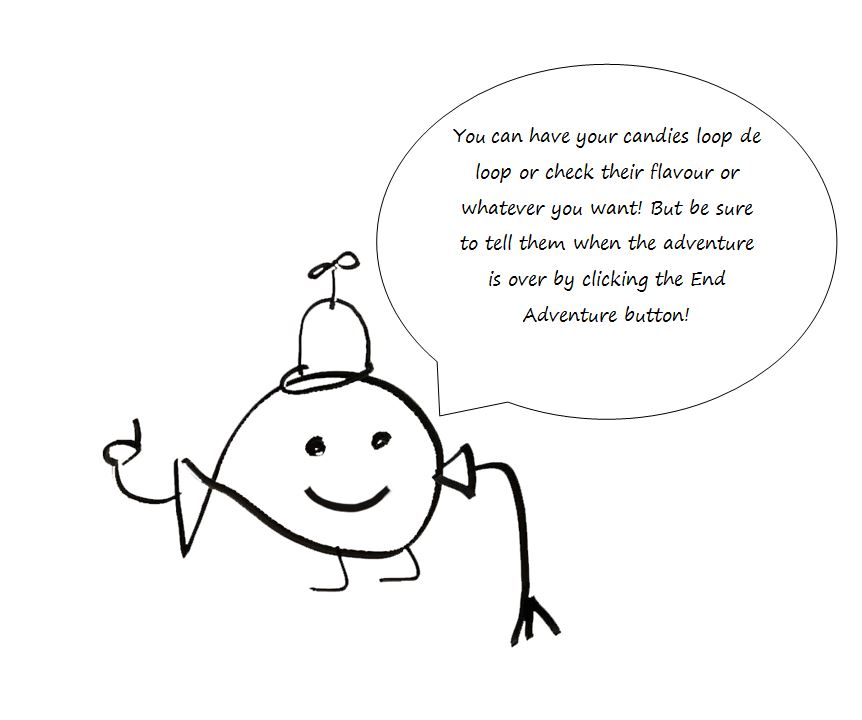 You can have your candies loop de
loop or check their flavour or
whatever you want! But be sure
to tell them when the adventure
is over by clicking the End
Adventure button!